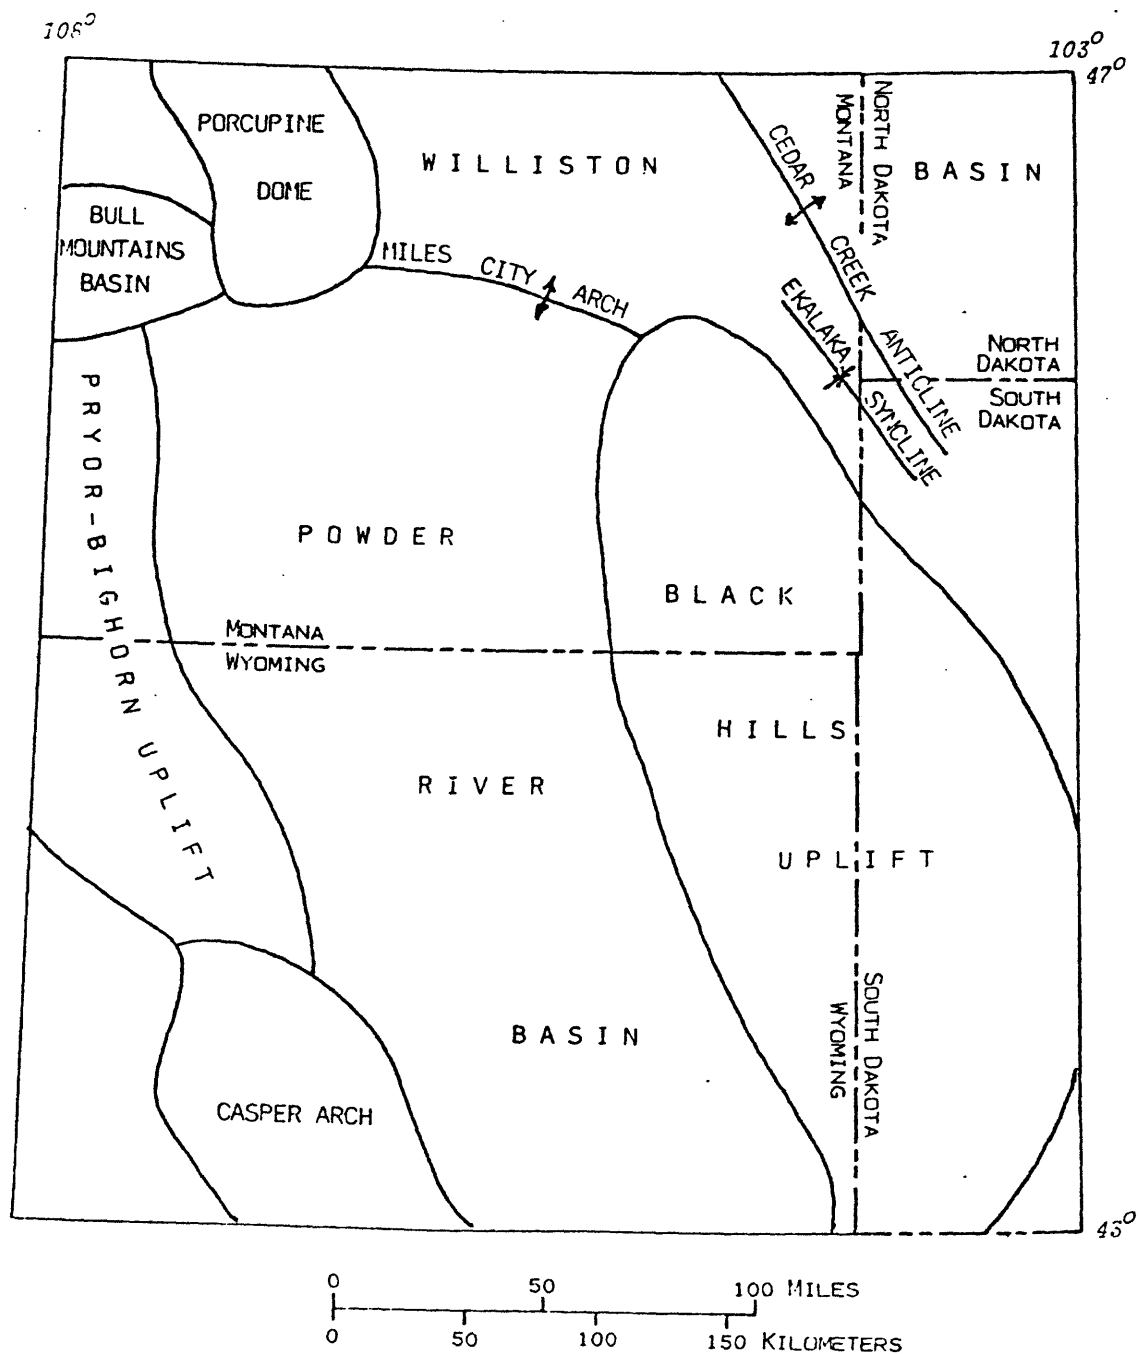 108°
103°
47°
PORCUPINE
DOME
WILLISTON
BASIN
MONTANA
NORTH DAKOTA
BULL
MOUNTAINS
BASIN
MILES CITY ARCH
CEDAR CREEK ANTICLINE
EKALAKA SYNCLINE
NORTH
DAKOTA
SOUTH
DAKOTA
PRYOR-BIGHORN UPLIFT
POWDER
BLACK
MONTANA
WYOMING
HILLS
RIVER
UPLIFT
BASIN
WYOMING
SOUTH DAKOTA
CASPER ARCH
0 50 100 MILES
0 50 100 150 KILOMETERS